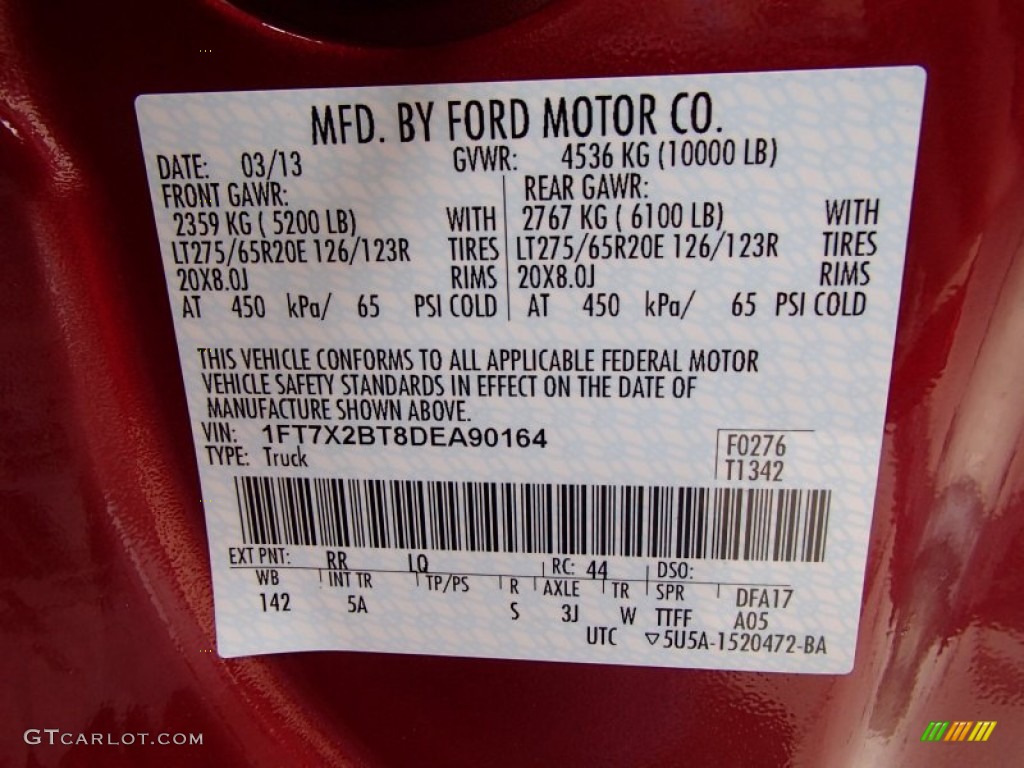 MFD. BY FORD MOTOR CO.
DATE: 03/13 GVWR: 4536 KG (10000 LB)
FRONT GAWR: REAR GAWR:
2359 KG ( 5200 LB) WITH 2767 KG ( 6100 LB) WITH
LT275/65R20E 126/123R TIRES LT275/65R20E 126/123R TIRES
20X8.0J RIMS 20X8.0J RIMS
AT 450 kPa/ 65 PSI COLD AT 450 kPa/ 65 PSI COLD
THIS VEHICLE CONFORMS TO ALL APPLICABLE FEDERAL MOTOR
VEHICLE SAFETY STANDARDS IN EFFECT ON THE DATE OF
MANUFACTURE SHOWN ABOVE.
VIN: 1FT7X2BT8DEA90164 F0276
TYPE: Truck T1342
EXT PNT: RR IQ RC: 44 DSO:
WB INT TR TP/PS R AXLE TR SPR DFA17
142 5A S 3J W TTFF A05
UTC ▽5U5A-1520472-BA
GTCARLOT.COM